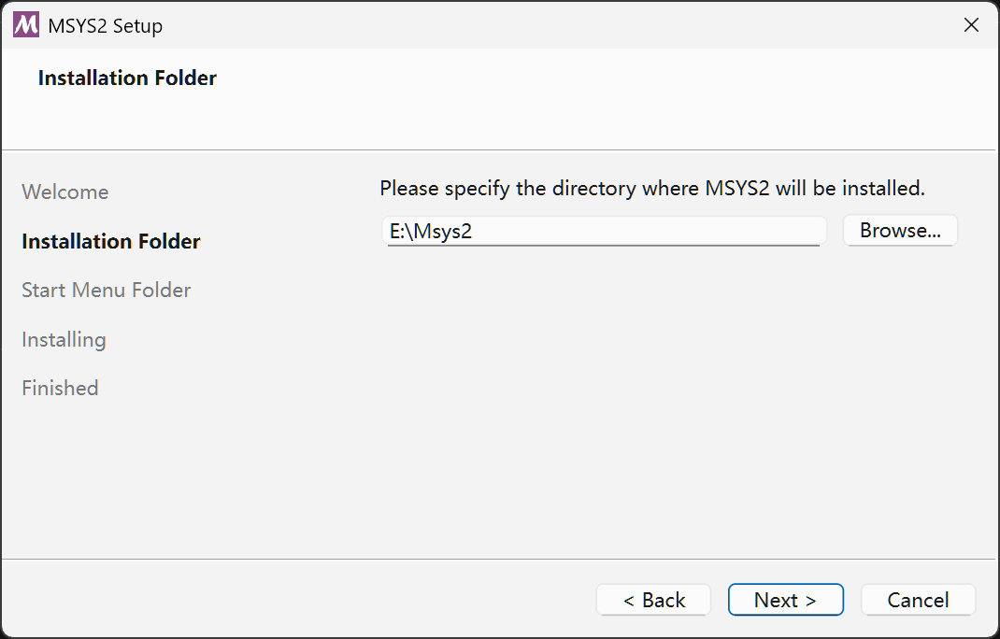 MSYS2 Setup
Installation Folder
Welcome
Installation Folder
Start Menu Folder
Installing
Finished
Please specify the directory where MSYS2 will be installed.
E:\Msys2
Browse...
< Back
Next >
Cancel